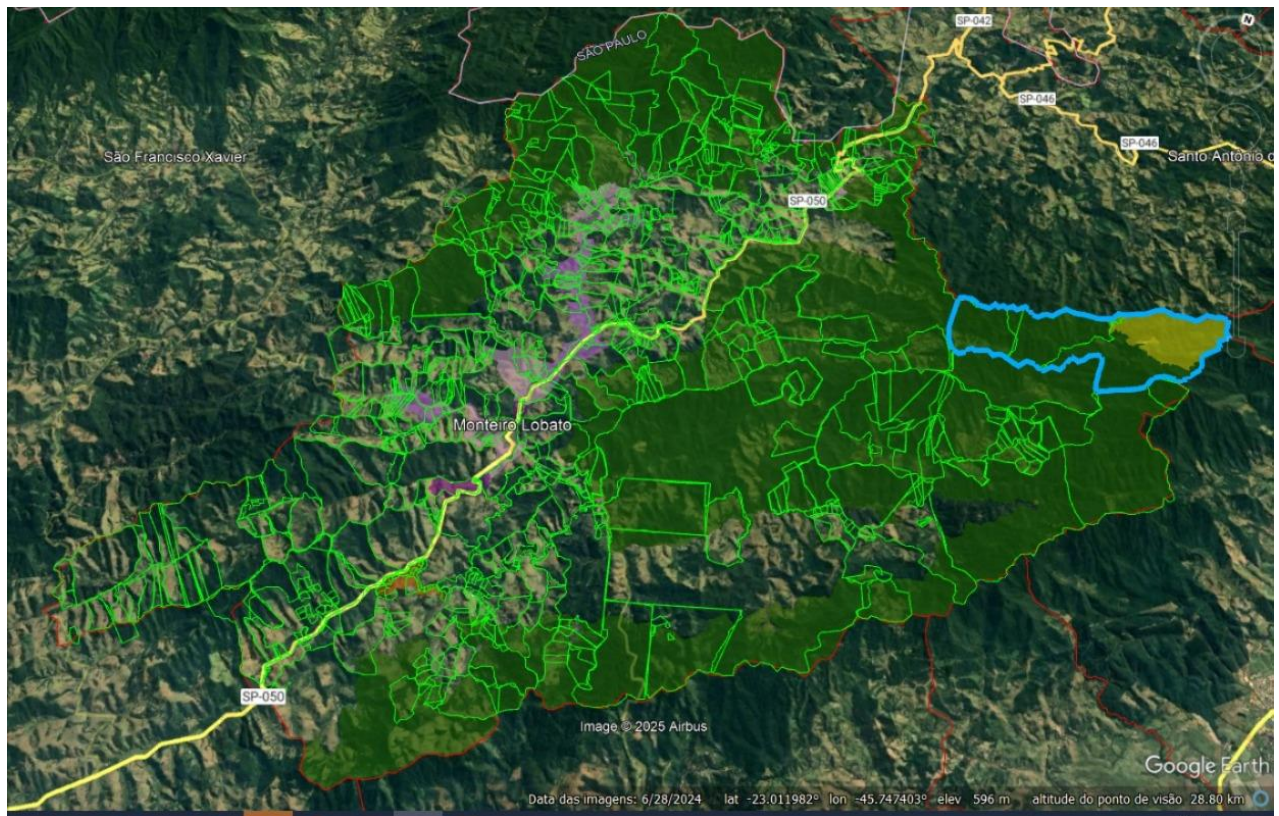 SP-042
SÃO PAULO
SP-046
SP-046
São Francisco Xavier
Santo Antônio d
SP-050
Monteiro Lobato
SP-050
Image © 2025 Airbus
Google Earth
Data das imagens: 6/28/2024 lat -23.011982° lon -45.747403° elev 596 m altitude do ponto de visão 28.80 km
N